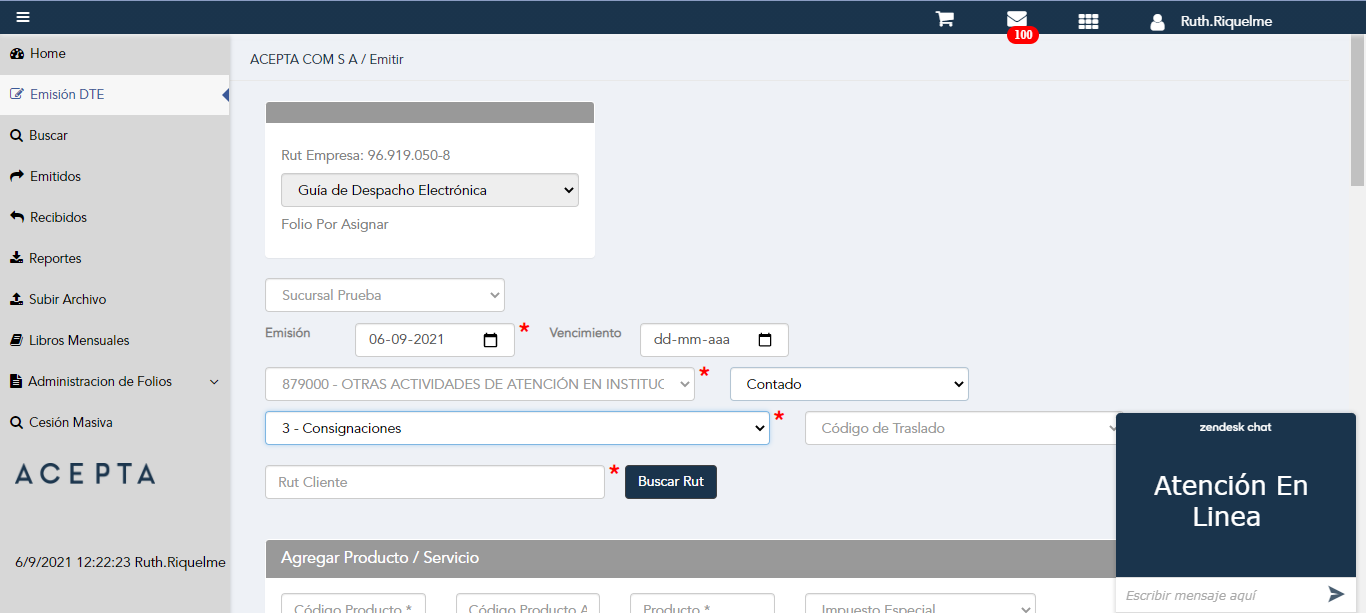 100
Ruth.Riquelme
Home
Emisión DTE
Buscar
Emitidos
Recibidos
Reportes
Subir Archivo
Libros Mensuales
Administracion de Folios
Cesión Masiva
ACEPTA
6/9/2021 12:22:23 Ruth.Riquelme
ACEPTA COM S A / Emitir
Rut Empresa: 96.919.050-8
Guía de Despacho Electrónica
Folio Por Asignar
Sucursal Prueba
Emisión 06-09-2021 * Vencimiento dd-mm-aaa
879000 - OTRAS ACTIVIDADES DE ATENCIÓN EN INSTITUC * Contado
3 - Consignaciones * Código de Traslado
Rut Cliente * Buscar Rut
Agregar Producto / Servicio
Código Producto * Código Producto A Producto * Impuesto Especial
zendesk chat
Atención En
Linea
Escribir mensaje aquí